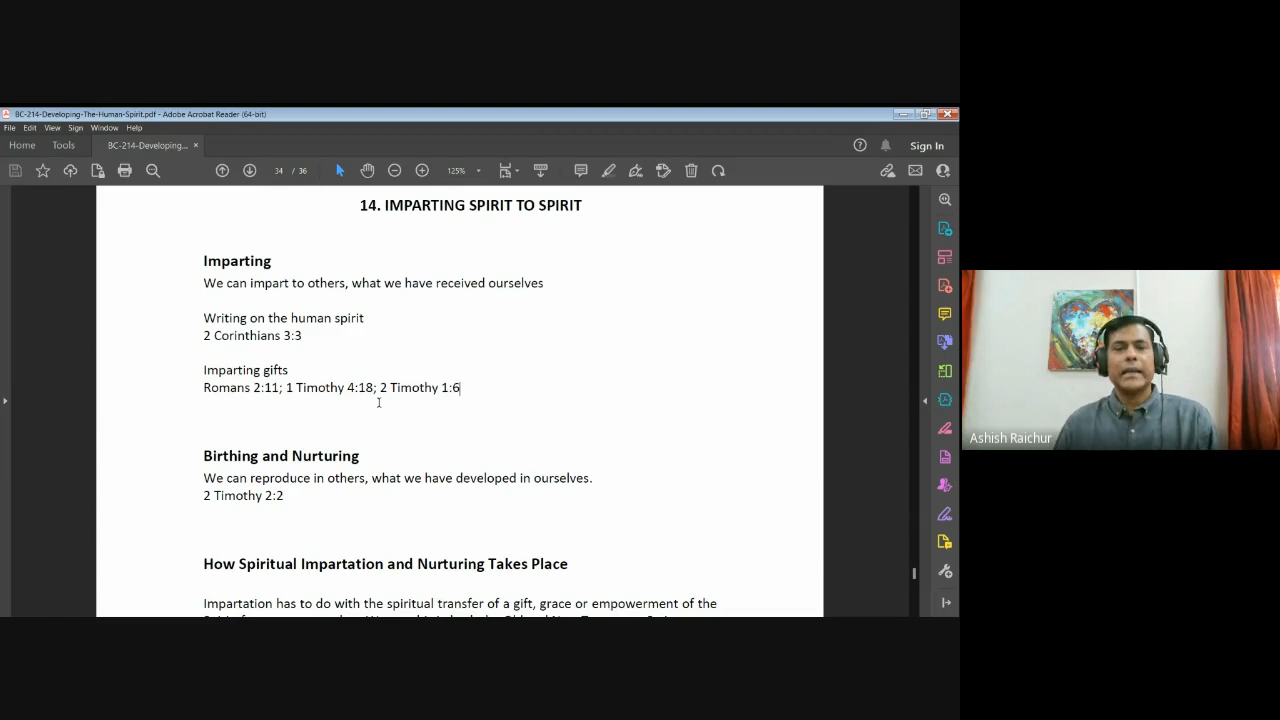 BC-214-Developing-The-Human-Spirit.pdf - Adobe Acrobat Reader (64-bit)
File Edit View Sign Window Help
Home Tools BC-214-Developing... × Sign In
34 / 36 125%
14. IMPARTING SPIRIT TO SPIRIT
Imparting
We can impart to others, what we have received ourselves
Writing on the human spirit
2 Corinthians 3:3
Imparting gifts
Romans 2:11; 1 Timothy 4:18; 2 Timothy 1:6
Birthing and Nurturing
We can reproduce in others, what we have developed in ourselves.
2 Timothy 2:2
How Spiritual Impartation and Nurturing Takes Place
Impartation has to do with the spiritual transfer of a gift, grace or empowerment of the
Ashish Raichur